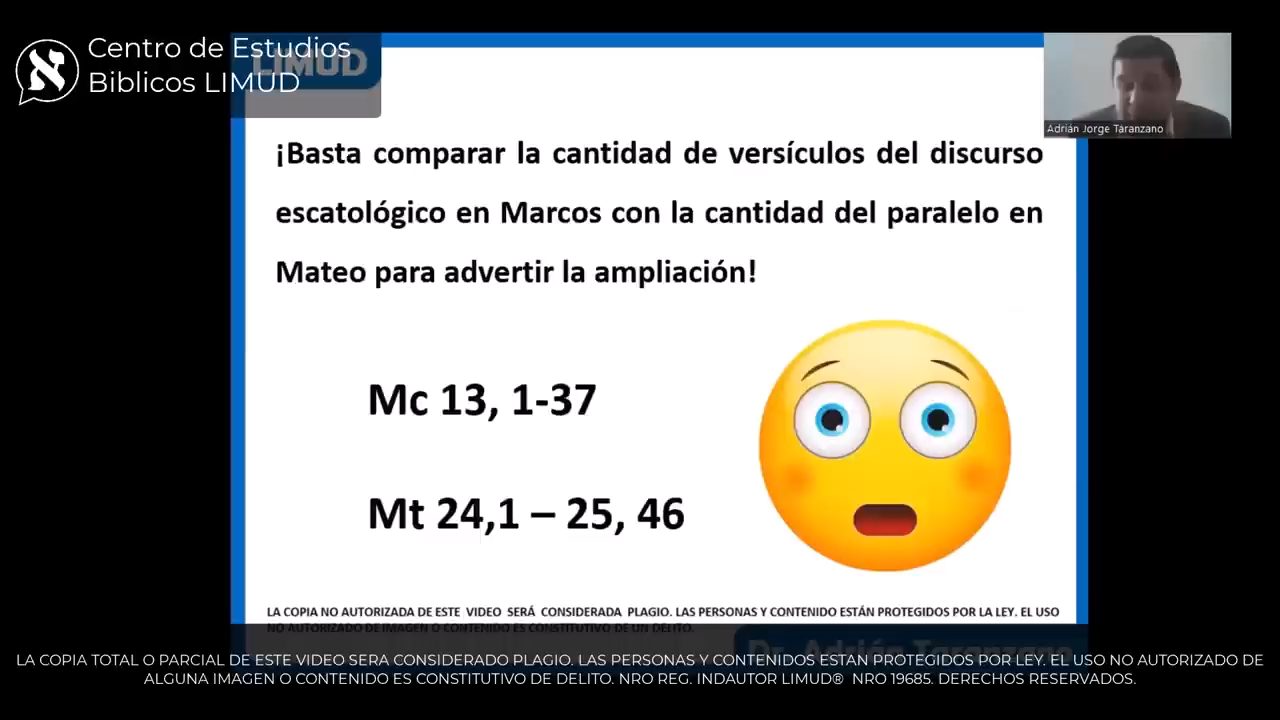 Centro de Estudios
Biblicos LIMUD
LIMUD
Adrián Jorge Taranzano
¡Basta comparar la cantidad de versículos del discurso
escatológico en Marcos con la cantidad del paralelo en
Mateo para advertir la ampliación!
Mc 13, 1-37
Mt 24,1 – 25, 46
LA COPIA NO AUTORIZADA DE ESTE VIDEO SERÁ CONSIDERADA PLAGIO. LAS PERSONAS Y CONTENIDO ESTÁN PROTEGIDOS POR LA LEY. EL USO
NO AUTORIZADO DE IMAGEN O CONTENIDO ES CONSTITUTIVO DE UN DELITO.
Dr. Adrián Taranzano
LA COPIA TOTAL O PARCIAL DE ESTE VIDEO SERA CONSIDERADO PLAGIO. LAS PERSONAS Y CONTENIDOS ESTAN PROTEGIDOS POR LEY. EL USO NO AUTORIZADO DE
ALGUNA IMAGEN O CONTENIDO ES CONSTITUTIVO DE DELITO. NRO REG. INDAUTOR LIMUD® NRO 19685. DERECHOS RESERVADOS.